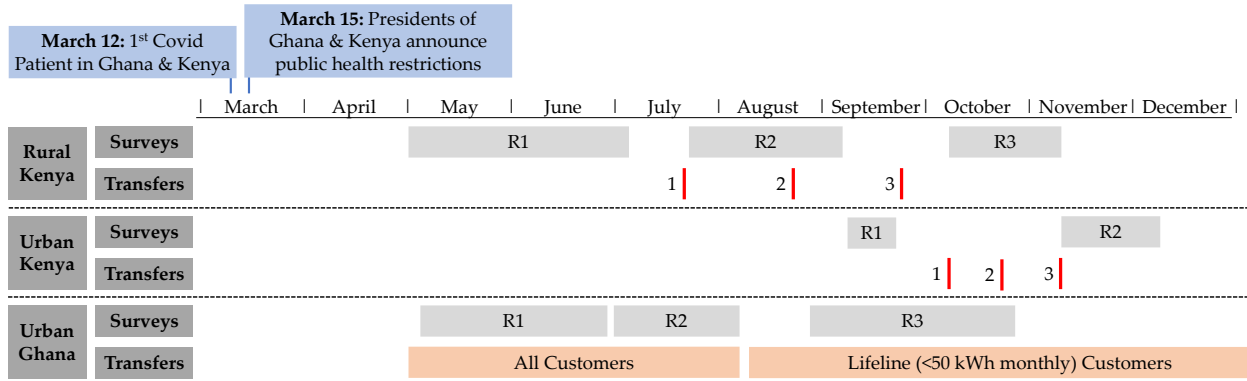 March 12: 1st Covid
Patient in Ghana & Kenya
March 15: Presidents of
Ghana & Kenya announce
public health restrictions
March April May June July August September October November December
Rural
Kenya
Surveys R1 R2 R3
Transfers 1 2 3
Urban
Kenya
Surveys R1 R2
Transfers 1 2 3
Urban
Ghana
Surveys R1 R2 R3
Transfers All Customers Lifeline (<50 kWh monthly) Customers